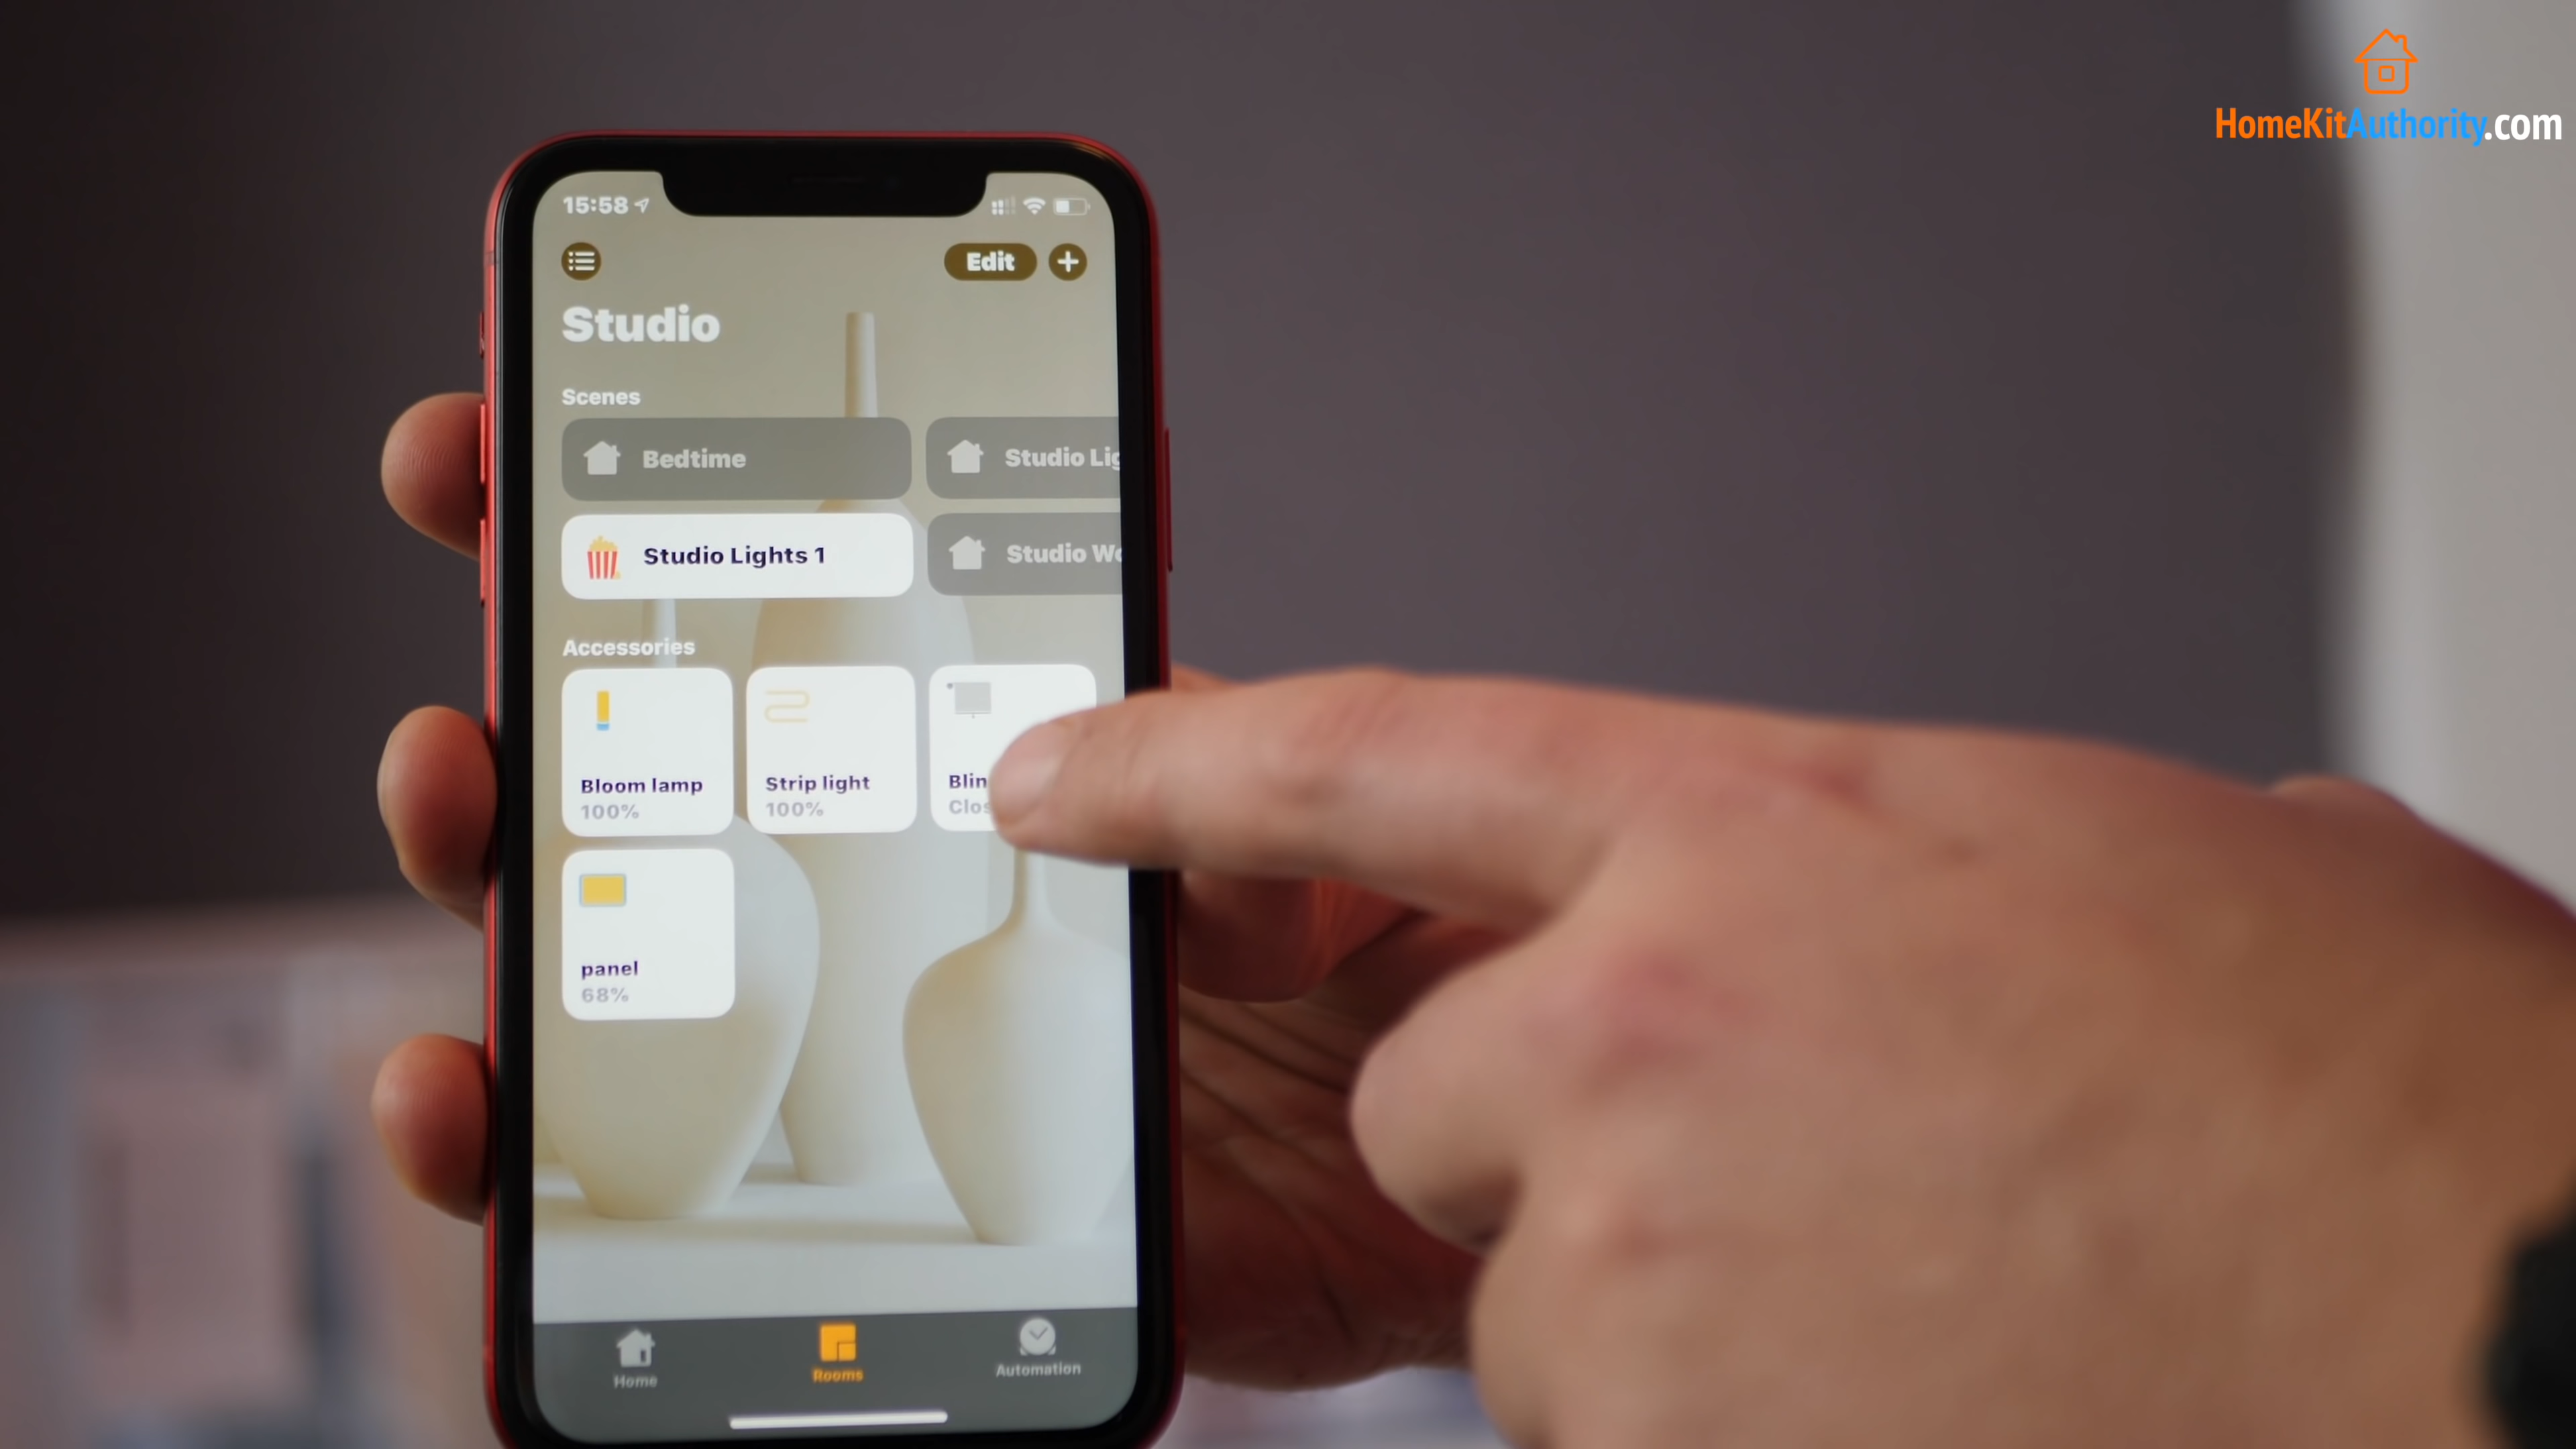 HomeKitAuthority.com
15:58
Edit
Studio
Scenes
Bedtime
Studio Lig
Studio Lights 1
Studio Wo
Accessories
Bloom lamp
100%
Strip light
100%
Blin
Clos
panel
68%
Home
Rooms
Automation